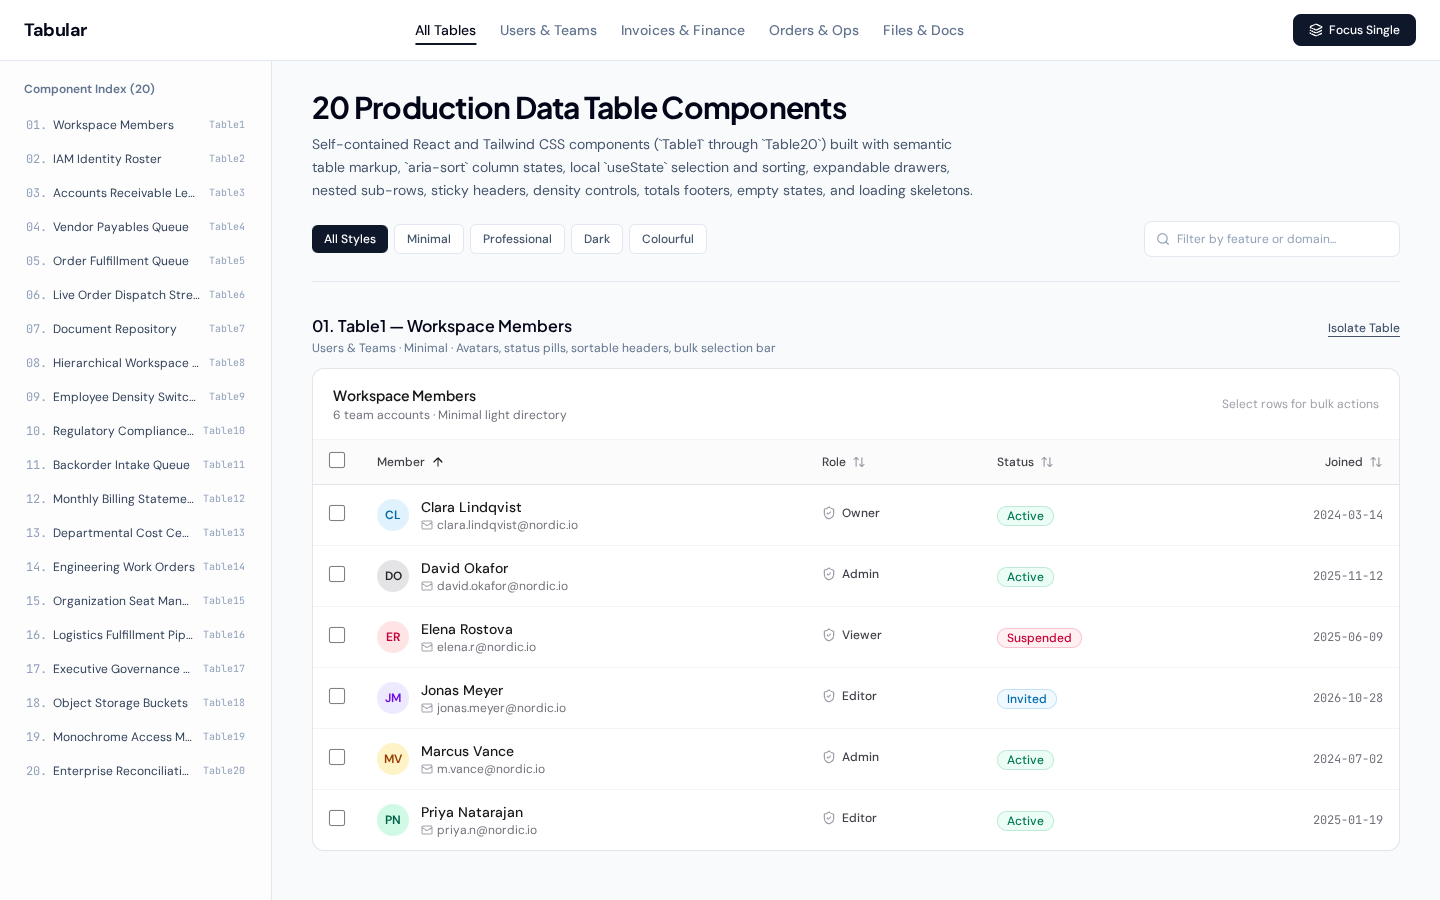 Tabular
All Tables
Users & Teams
Invoices & Finance
Orders & Ops
Files & Docs
Focus Single
Component Index (20)
01. Workspace Members Table1
02. IAM Identity Roster Table2
03. Accounts Receivable Le... Table3
04. Vendor Payables Queue Table4
05. Order Fulfillment Queue Table5
06. Live Order Dispatch Stre... Table6
07. Document Repository Table7
08. Hierarchical Workspace ... Table8
09. Employee Density Switc... Table9
10. Regulatory Compliance... Table10
11. Backorder Intake Queue Table11
12. Monthly Billing Stateme... Table12
13. Departmental Cost Ce... Table13
14. Engineering Work Orders Table14
15. Organization Seat Man... Table15
16. Logistics Fulfillment Pip... Table16
17. Executive Governance ... Table17
18. Object Storage Buckets Table18
19. Monochrome Access M... Table19
20. Enterprise Reconciliati... Table20
20 Production Data Table Components
Self-contained React and Tailwind CSS components (`Table1` through `Table20`) built with semantic
table markup, `aria-sort` column states, local `useState` selection and sorting, expandable drawers,
nested sub-rows, sticky headers, density controls, totals footers, empty states, and loading skeletons.
All Styles
Minimal
Professional
Dark
Colourful
Filter by feature or domain...
01. Table1 — Workspace Members
Isolate Table
Users & Teams · Minimal · Avatars, status pills, sortable headers, bulk selection bar
Workspace Members
6 team accounts · Minimal light directory
Select rows for bulk actions
Member Role Status Joined
CL Clara Lindqvist Owner Active 2024-03-14
clara.lindqvist@nordic.io
DO David Okafor Admin Active 2025-11-12
david.okafor@nordic.io
ER Elena Rostova Viewer Suspended 2025-06-09
elena.r@nordic.io
JM Jonas Meyer Editor Invited 2026-10-28
jonas.meyer@nordic.io
MV Marcus Vance Admin Active 2024-07-02
m.vance@nordic.io
PN Priya Natarajan Editor Active 2025-01-19
priya.n@nordic.io